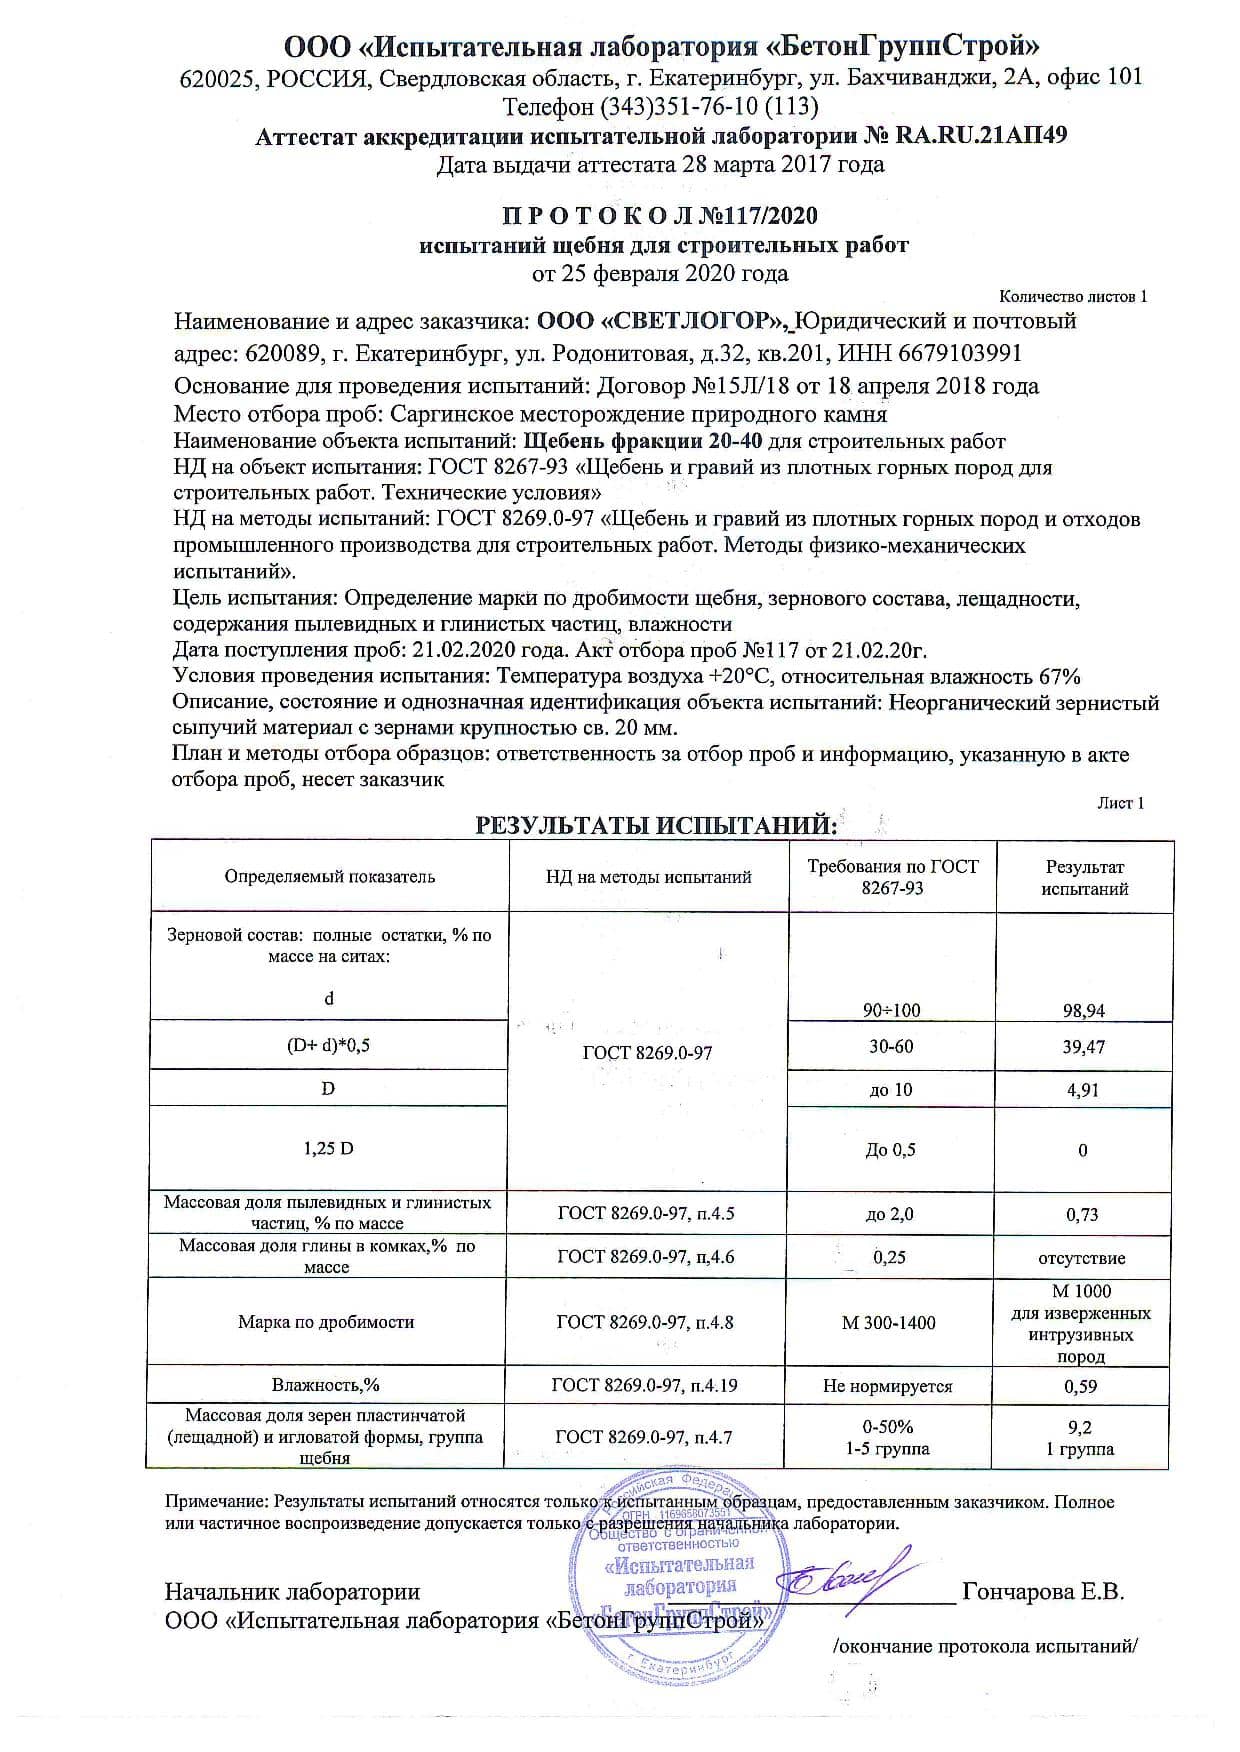 ООО «Испытательная лаборатория «БетонГруппСтрой»
620025, РОССИЯ, Свердловская область, г. Екатеринбург, ул. Бахчиванджи, 2А, офис 101
Телефон (343)351-76-10 (113)
Аттестат аккредитации испытательной лаборатории № RA.RU.21АП49
Дата выдачи аттестата 28 марта 2017 года
П Р О Т О К О Л №117/2020
испытаний щебня для строительных работ
от 25 февраля 2020 года
Количество листов 1
Наименование и адрес заказчика: ООО «СВЕТЛОГОР», Юридический и почтовый
адрес: 620089, г. Екатеринбург, ул. Родонитовая, д.32, кв.201, ИНН 6679103991
Основание для проведения испытаний: Договор №15Л/18 от 18 апреля 2018 года
Место отбора проб: Саргинское месторождение природного камня
Наименование объекта испытаний: Щебень фракции 20-40 для строительных работ
НД на объект испытания: ГОСТ 8267-93 «Щебень и гравий из плотных горных пород для
строительных работ. Технические условия»
НД на методы испытаний: ГОСТ 8269.0-97 «Щебень и гравий из плотных горных пород и отходов
промышленного производства для строительных работ. Методы физико-механических
испытаний».
Цель испытания: Определение марки по дробимости щебня, зернового состава, лещадности,
содержания пылевидных и глинистых частиц, влажности
Дата поступления проб: 21.02.2020 года. Акт отбора проб №117 от 21.02.20г.
Условия проведения испытания: Температура воздуха +20°С, относительная влажность 67%
Описание, состояние и однозначная идентификация объекта испытаний: Неорганический зернистый
сыпучий материал с зернами крупностью св. 20 мм.
План и методы отбора образцов: ответственность за отбор проб и информацию, указанную в акте
отбора проб, несет заказчик
Лист 1
РЕЗУЛЬТАТЫ ИСПЫТАНИЙ:
Определяемый показатель НД на методы испытаний Требования по ГОСТ 8267-93 Результат испытаний
Зерновой состав: полные остатки, % по
массе на ситах:
d 90÷100 98,94
(D+ d)*0,5 ГОСТ 8269.0-97 30-60 39,47
D до 10 4,91
1,25 D До 0,5 0
Массовая доля пылевидных и глинистых
частиц, % по массе ГОСТ 8269.0-97, п.4.5 до 2,0 0,73
Массовая доля глины в комках,% по
массе ГОСТ 8269.0-97, п,4.6 0,25 отсутствие
Марка по дробимости ГОСТ 8269.0-97, п.4.8 М 300-1400 М 1000
для изверженных
интрузивных
пород
Влажность,% ГОСТ 8269.0-97, п.4.19 Не нормируется 0,59
Массовая доля зерен пластинчатой
(лещадной) и игловатой формы, группа
щебня ГОСТ 8269.0-97, п.4.7 0-50%
1-5 группа 9,2
1 группа
Примечание: Результаты испытаний относятся только к испытанным образцам, предоставленным заказчиком. Полное
или частичное воспроизведение допускается только с разрешения начальника лаборатории.
Российская Федерация
ОГРН 1169658073551
Общество с ограниченной
ответственностью
«Испытательная
лаборатория
«БетонГруппСтрой»
г Екатеринбург
Начальник лаборатории Гончарова Е.В.
ООО «Испытательная лаборатория «БетонГруппСтрой»
/окончание протокола испытаний/